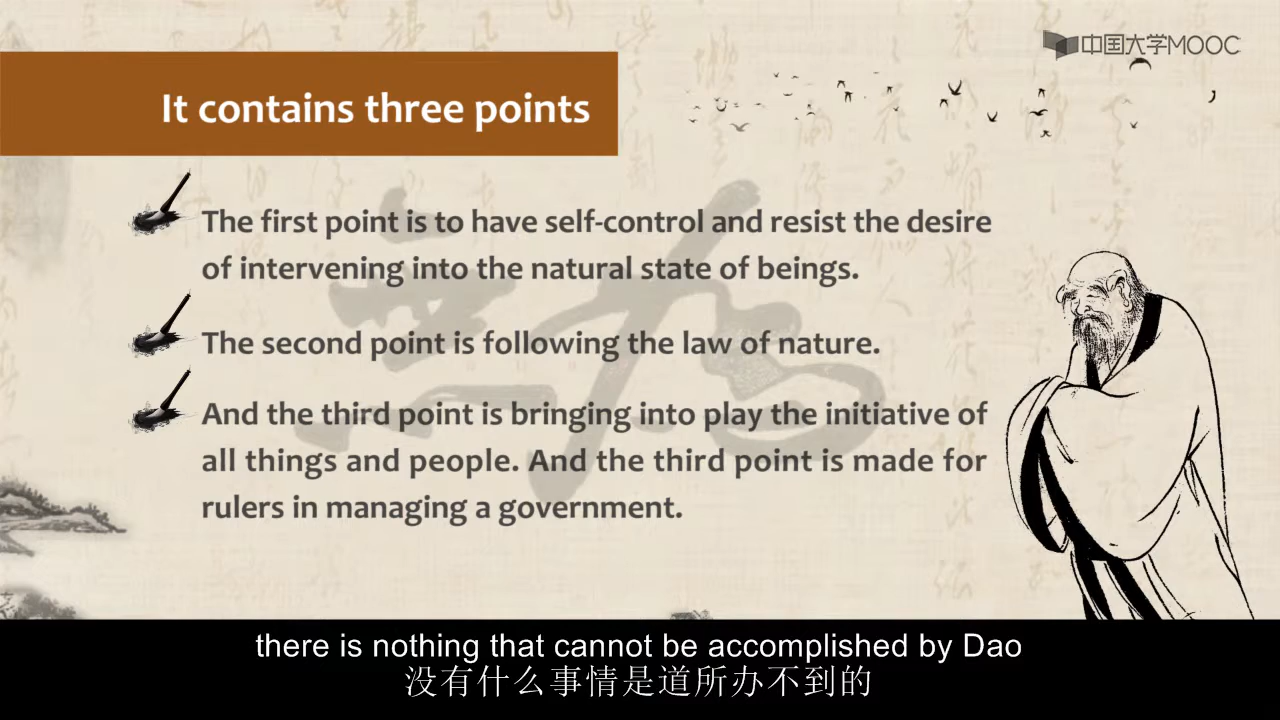 中国大学MOOC
It contains three points
The first point is to have self-control and resist the desire
of intervening into the natural state of beings.
The second point is following the law of nature.
And the third point is bringing into play the initiative of
all things and people. And the third point is made for
rulers in managing a government.
無為
there is nothing that cannot be accomplished by Dao
没有什么事情是道所办不到的